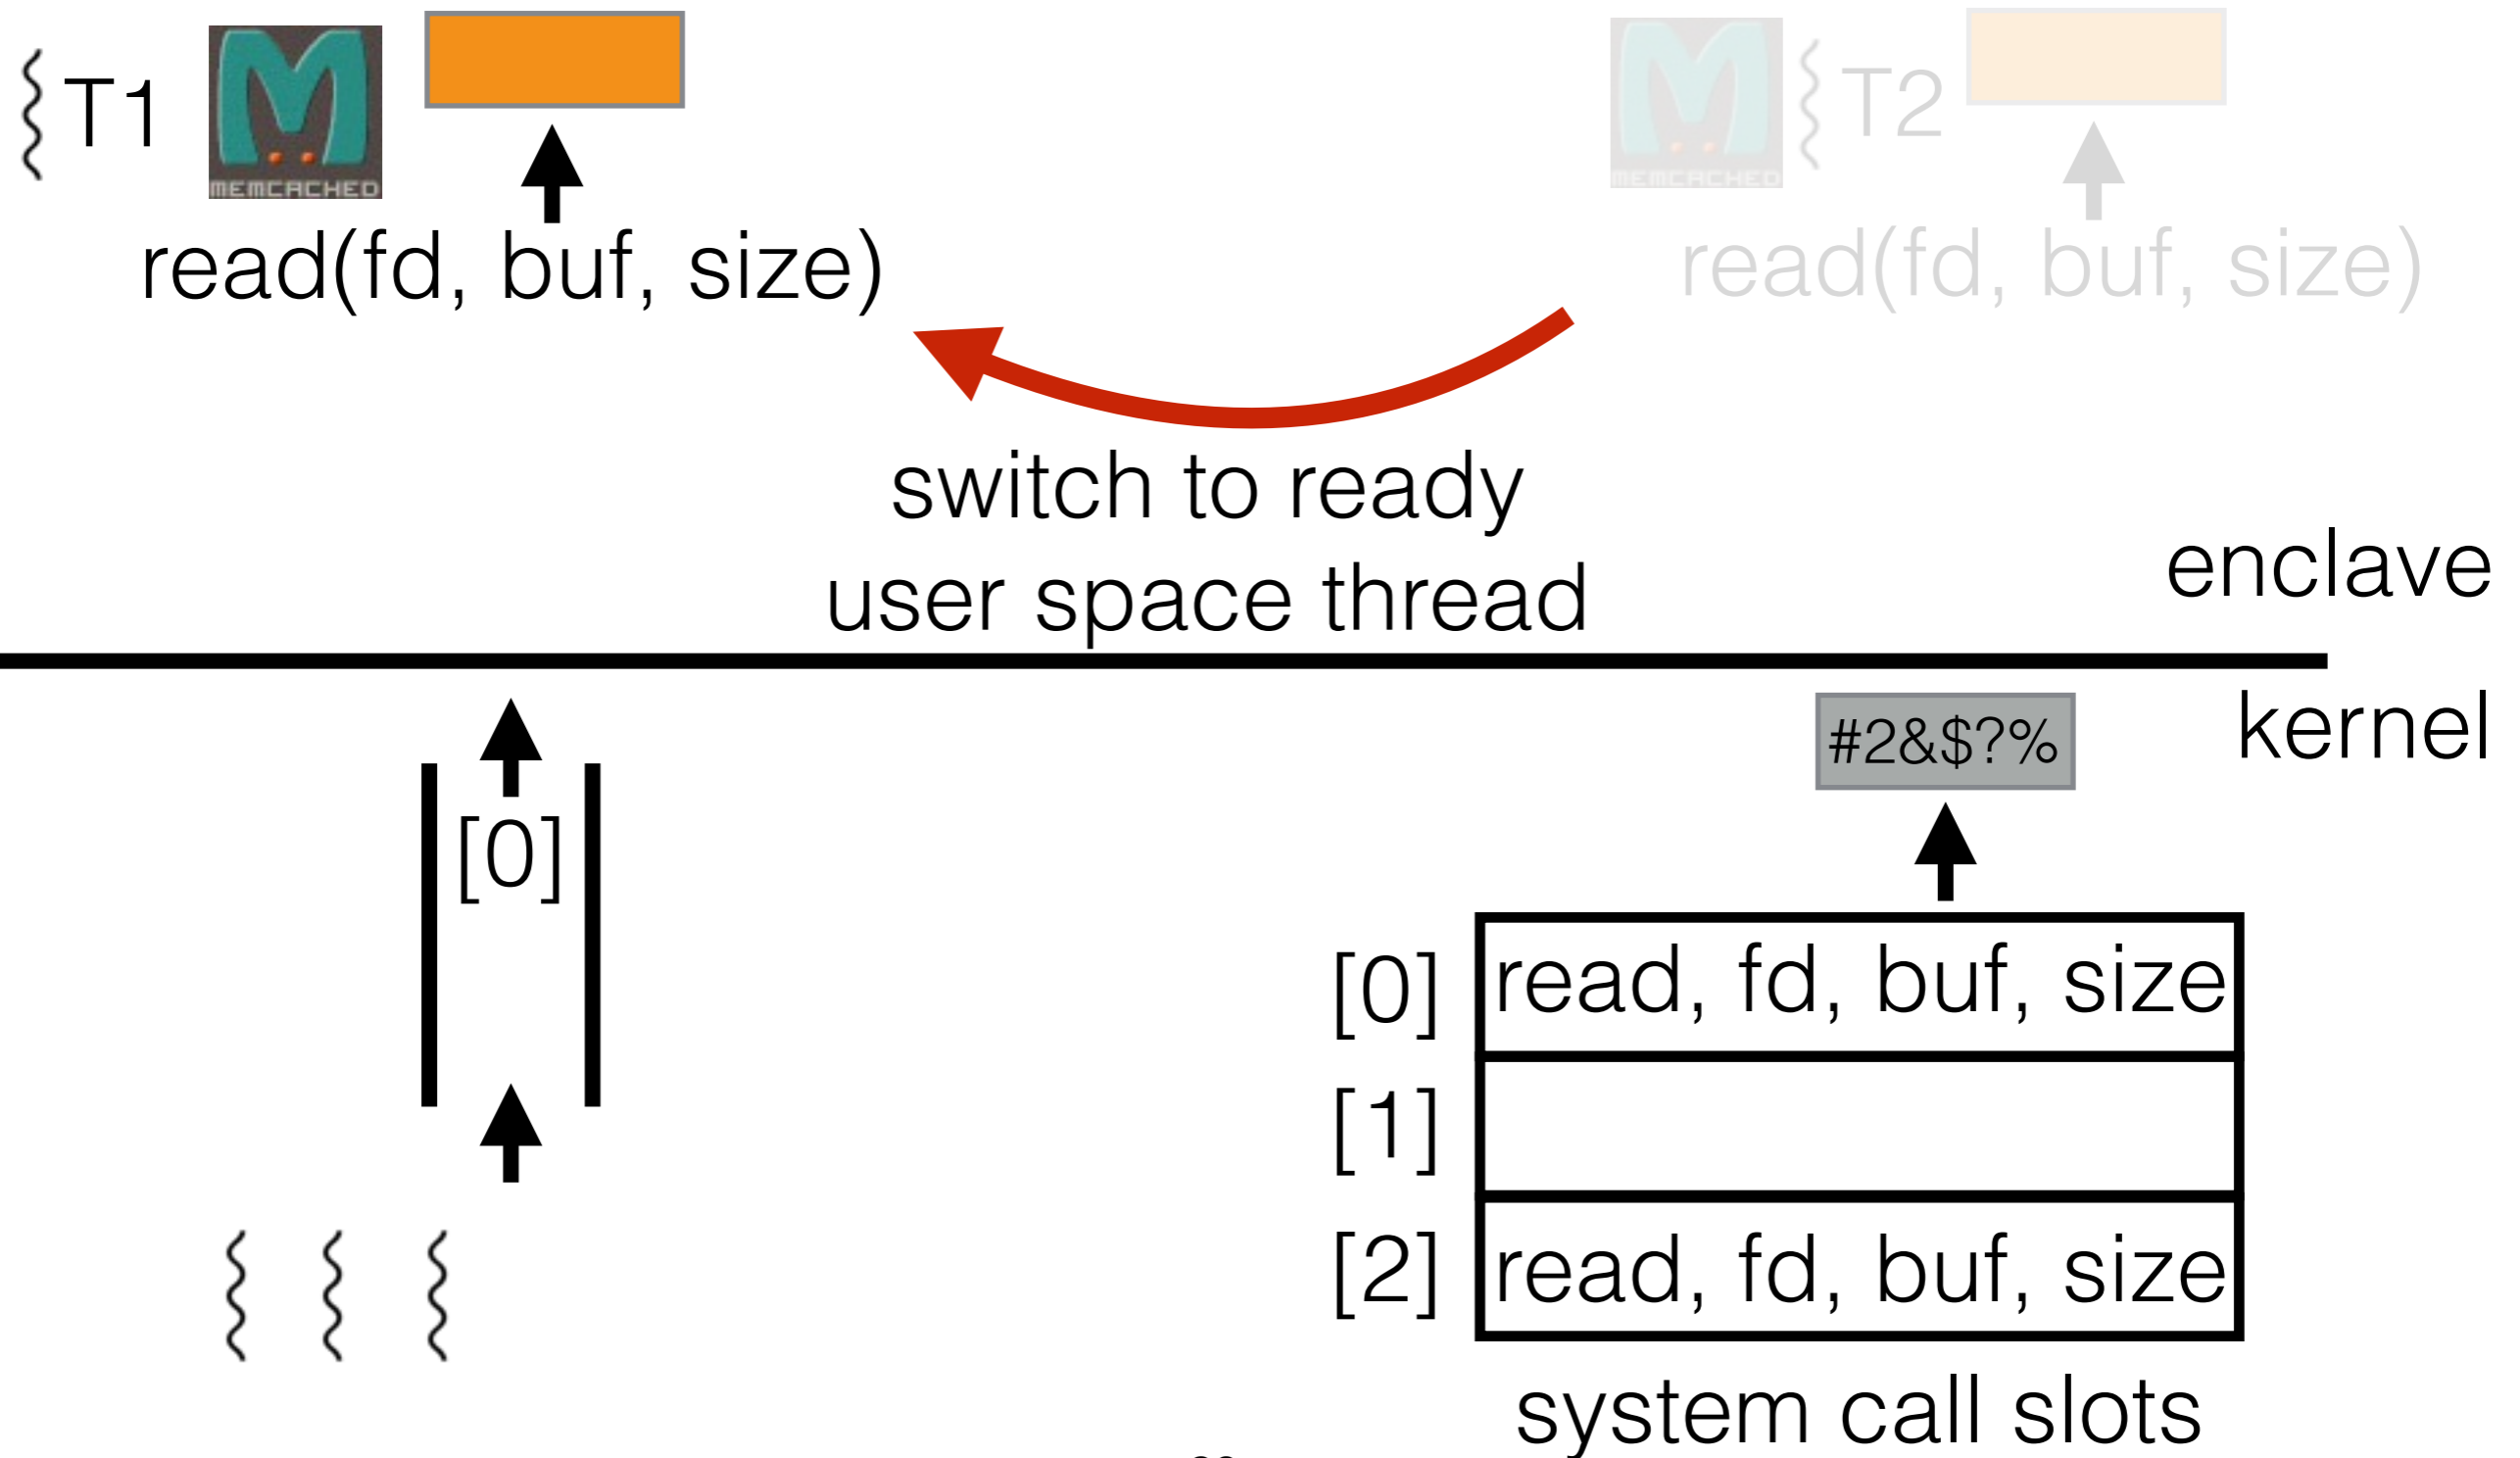 T1
MEMCACHED
T2
MEMCACHED
read(fd, buf, size)
read(fd, buf, size)
switch to ready
user space thread
enclave
kernel
#2&$?%
[0]
[0] read, fd, buf, size
[1]
[2] read, fd, buf, size
system call slots